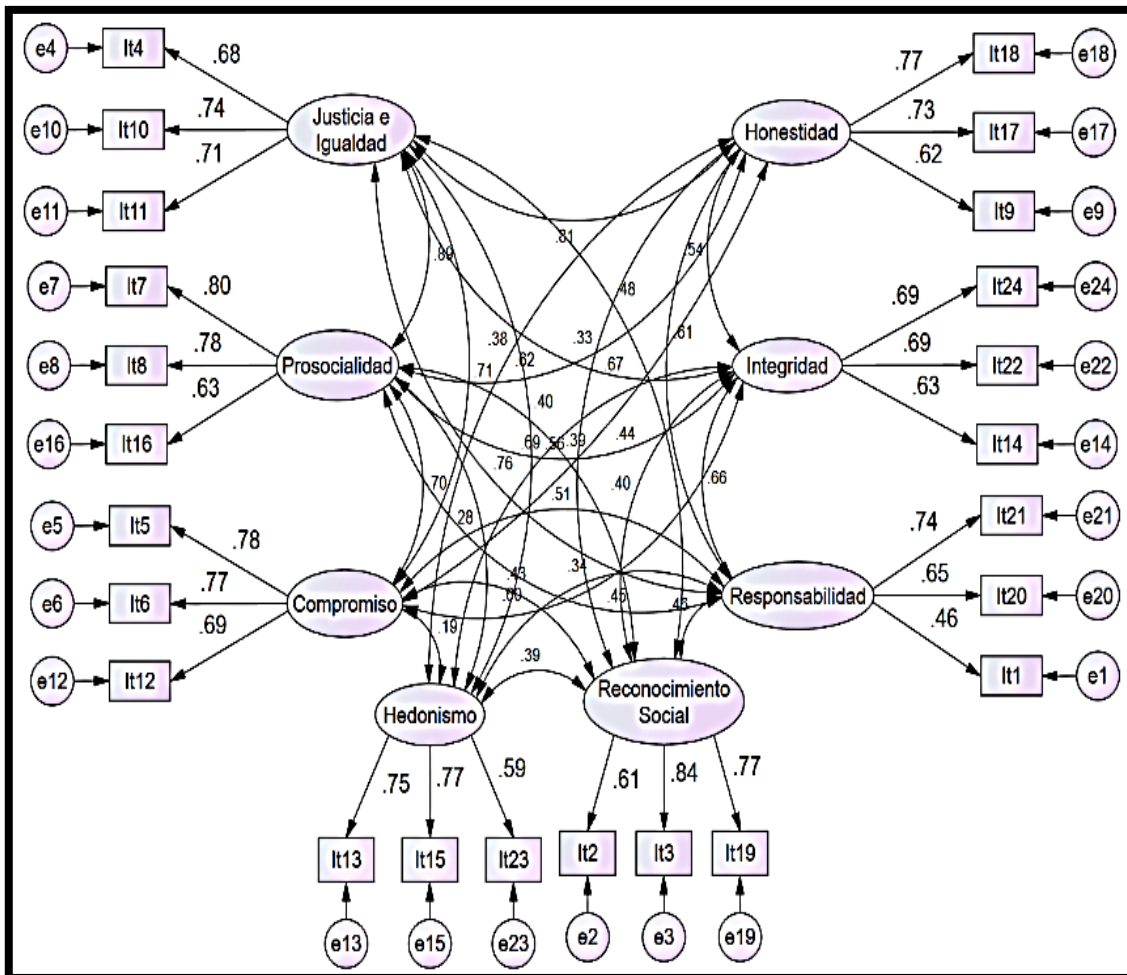 e4 It4 .68
e10 It10 .74
e11 It11 .71
Justicia e
Igualdad
e7 It7 .80
e8 It8 .78
e16 It16 .63
Prosocialidad
e5 It5 .78
e6 It6 .77
e12 It12 .69
Compromiso
Honestidad
.77 It18 e18
.73 It17 e17
.62 It9 e9
Integridad
.69 It24 e24
.69 It22 e22
.63 It14 e14
Responsabilidad
.74 It21 e21
.65 It20 e20
.46 It1 e1
.81
.54
.89
.48
.61
.38
.62
.33
.67
.71
.40
.69
.39
.44
.76
.40
.66
.70
.28
.51
.43
.34
.45
.19
.39
Hedonismo
Reconocimiento
Social
.75 .77 .59
.61 .84 .77
It13 It15 It23
It2 It3 It19
e13 e15 e23
e2 e3 e19